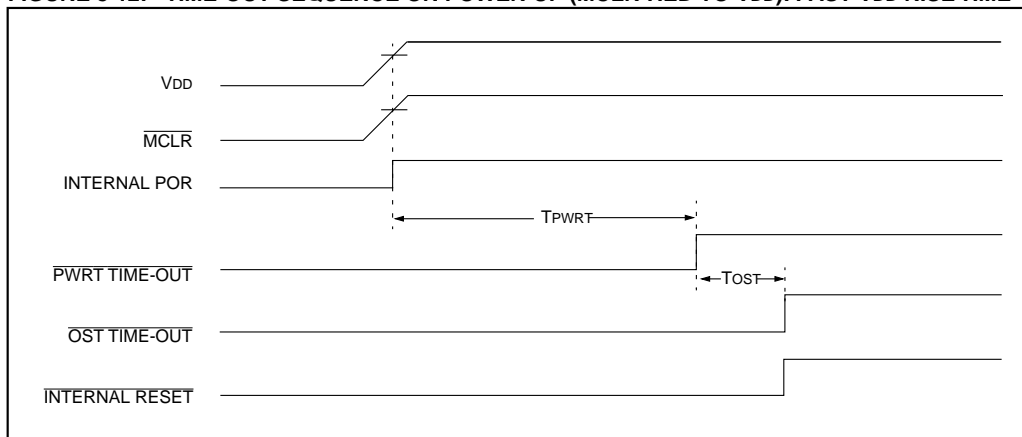 FIGURE TIME-OUT SEQUENCE ON POWER-UP (MCLR TIED TO VDD): FAST VDD RISE TIME
VDD
MCLR
INTERNAL POR
TPWRT
PWRT TIME-OUT
TOST
OST TIME-OUT
INTERNAL RESET